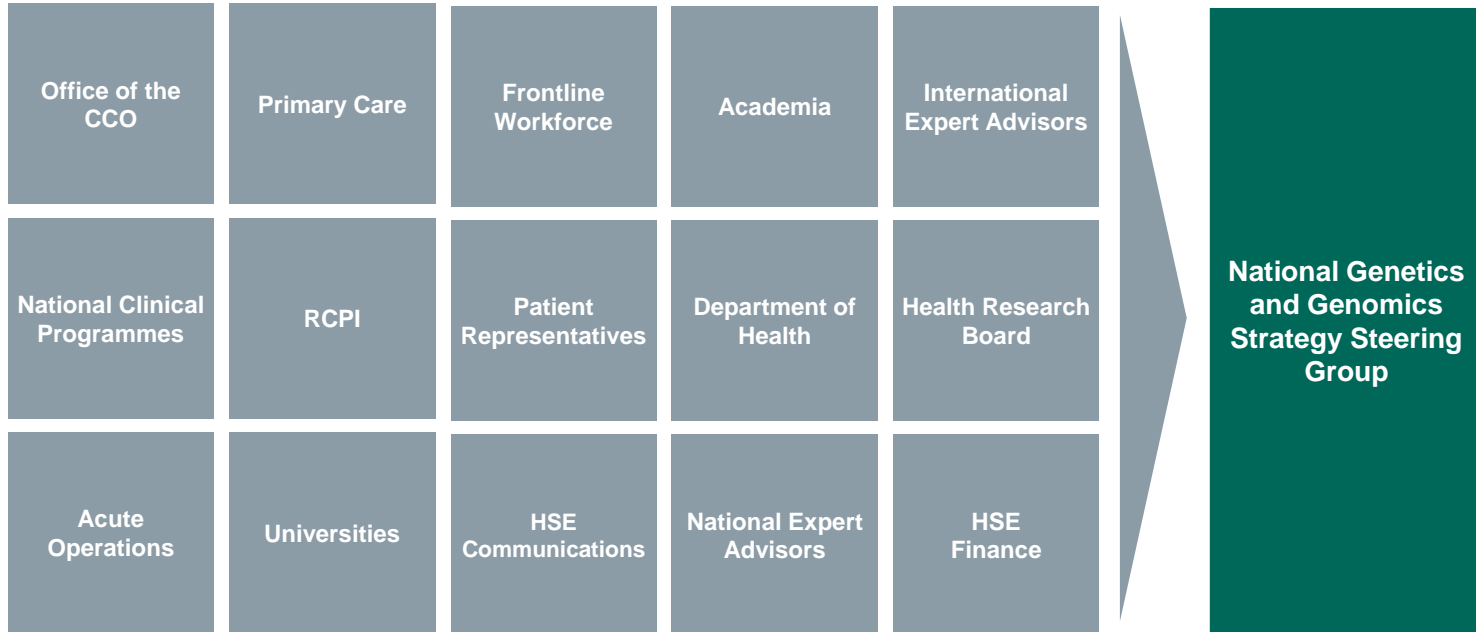 Office of the
CCO
Primary Care
Frontline
Workforce
Academia
International
Expert Advisors
National Clinical
Programmes
RCPI
Patient
Representatives
Department of
Health
Health Research
Board
Acute
Operations
Universities
HSE
Communications
National Expert
Advisors
HSE
Finance
National Genetics
and Genomics
Strategy Steering
Group